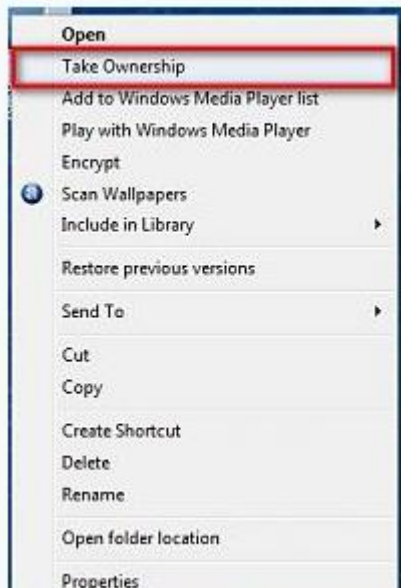 Open
Take Ownership
Add to Windows Media Player list
Play with Windows Media Player
Encrypt
Scan Wallpapers
Include in Library
Restore previous versions
Send To
Cut
Copy
Create Shortcut
Delete
Rename
Open folder location
Properties